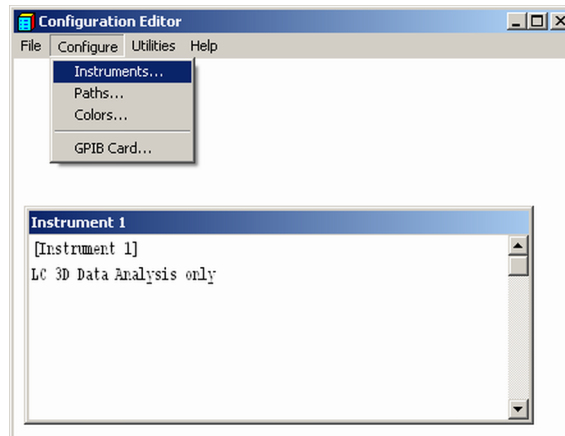 Configuration Editor
File Configure Utilities Help
Instruments...
Paths...
Colors...
GPIB Card...
Instrument 1
[Instrument 1]
LC 3D Data Analysis only